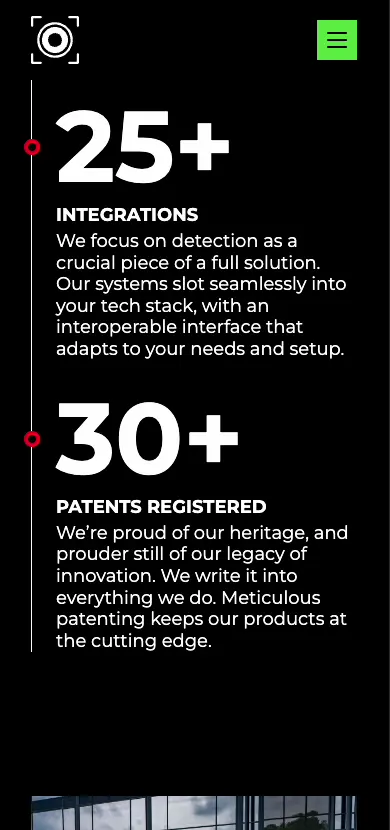 25+
INTEGRATIONS
We focus on detection as a
crucial piece of a full solution.
Our systems slot seamlessly into
your tech stack, with an
interoperable interface that
adapts to your needs and setup.
30+
PATENTS REGISTERED
We’re proud of our heritage, and
prouder still of our legacy of
innovation. We write it into
everything we do. Meticulous
patenting keeps our products at
the cutting edge.